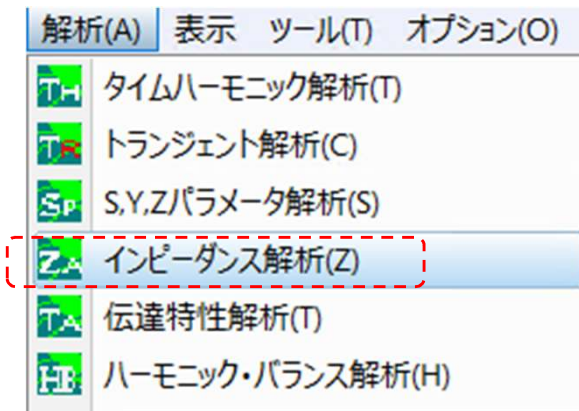 解析(A) 表示 ツール(T) オプション(O)
TH タイムハーモニック解析(T)
TR トランジェント解析(C)
SP S,Y,Zパラメータ解析(S)
ZA インピーダンス解析(Z)
TA 伝達特性解析(T)
HB ハーモニック・バランス解析(H)